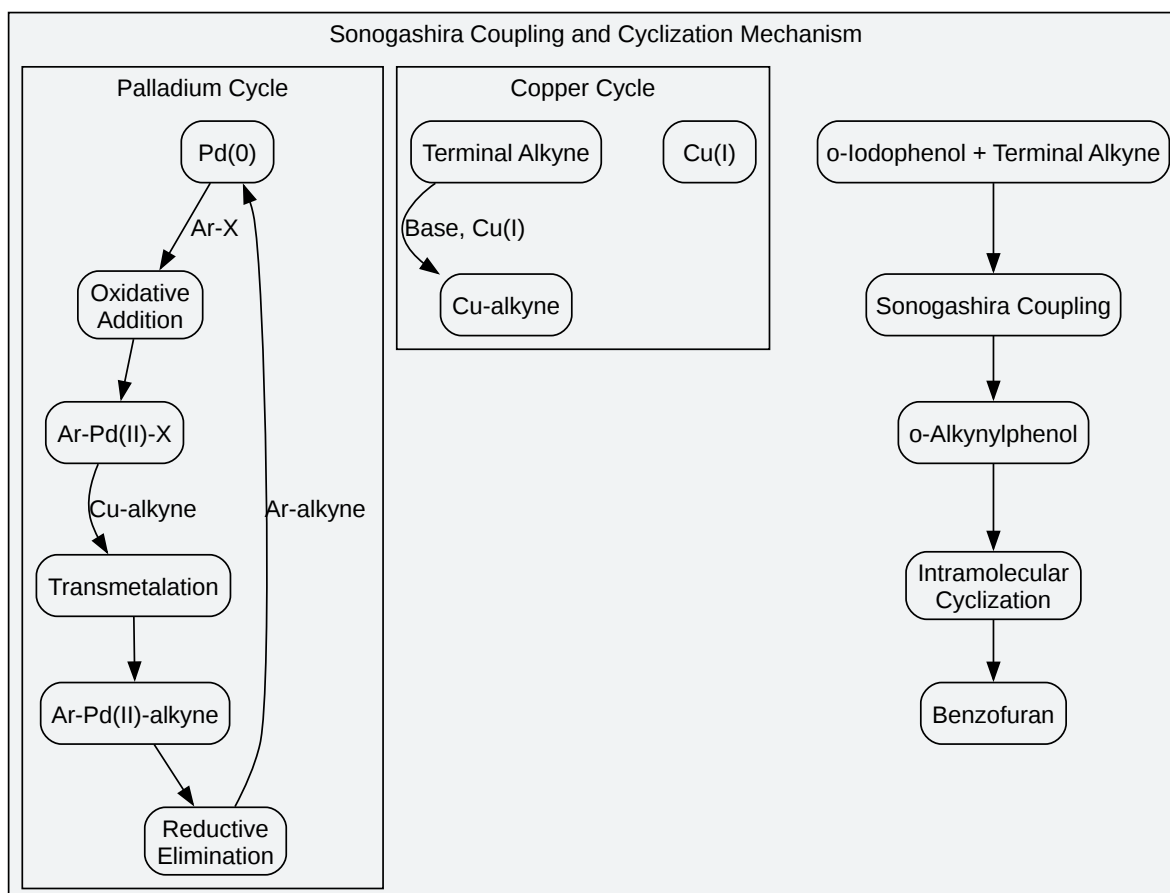 Sonogashira Coupling and Cyclization Mechanism
Palladium Cycle
Pd(0)
Ar-X
Oxidative
Addition
Ar-Pd(II)-X
Cu-alkyne
Transmetalation
Ar-Pd(II)-alkyne
Reductive
Elimination
Ar-alkyne
Copper Cycle
Terminal Alkyne
Cu(I)
Base, Cu(I)
Cu-alkyne
o-Iodophenol + Terminal Alkyne
Sonogashira Coupling
o-Alkynylphenol
Intramolecular
Cyclization
Benzofuran